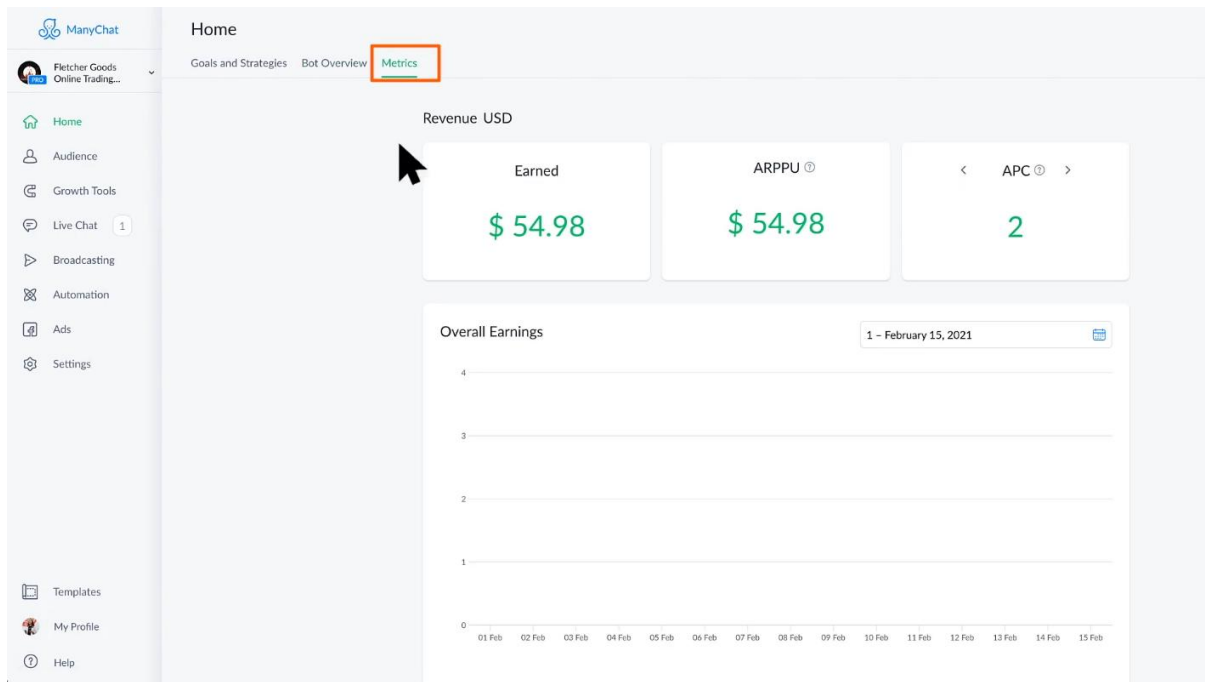 ManyChat
Fletcher Goods
Online Trading...
PRO
Home
Audience
Growth Tools
Live Chat 1
Broadcasting
Automation
Ads
Settings
Templates
My Profile
Help
Home
Goals and Strategies Bot Overview Metrics
Revenue USD
Earned
$ 54.98
ARPPU ?
$ 54.98
< APC ? >
2
Overall Earnings
1 – February 15, 2021
4
3
2
1
0
01 Feb 02 Feb 03 Feb 04 Feb 05 Feb 06 Feb 07 Feb 08 Feb 09 Feb 10 Feb 11 Feb 12 Feb 13 Feb 14 Feb 15 Feb